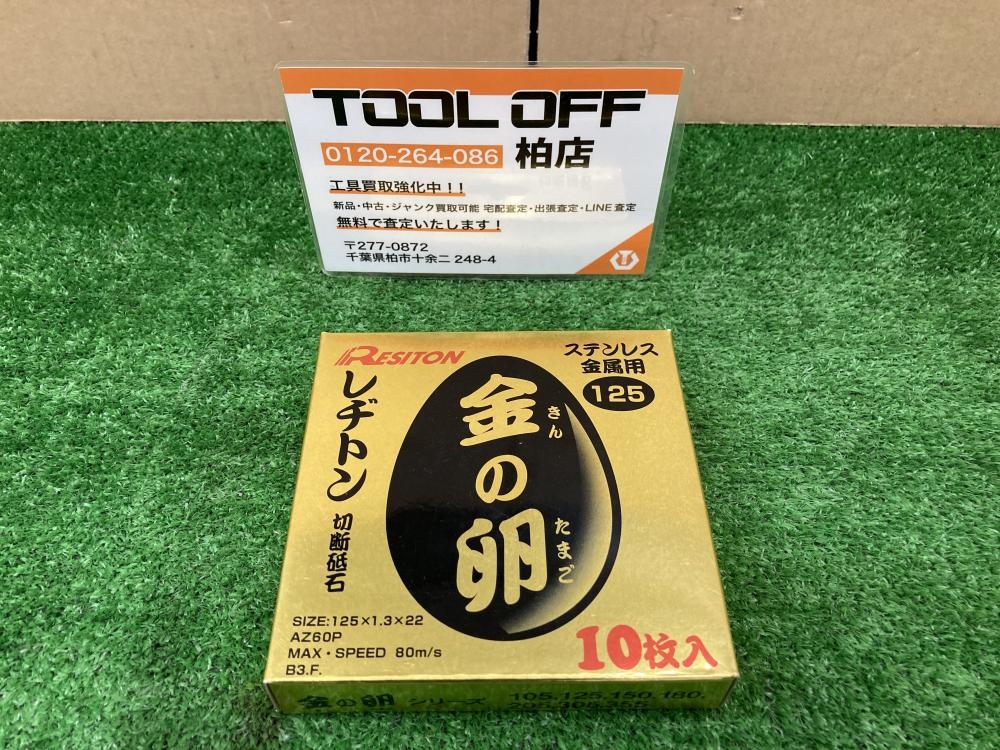 TOOL OFF
0120-264-086 柏店
工具買取強化中!!
新品・中古・ジャンク買取可能 宅配査定・出張査定・LINE査定
無料で査定いたします!
〒277-0872
千葉県柏市十余二 248-4
RESITON
ステンレス
金属用
125
レヂトン 切断砥石
金の卵
きん
たまご
SIZE:125×1.3×22
AZ60P
MAX・SPEED 80m/s
B3.F.
10枚入
金の卵 シリーズ 105,125,150,180,
205,305,355